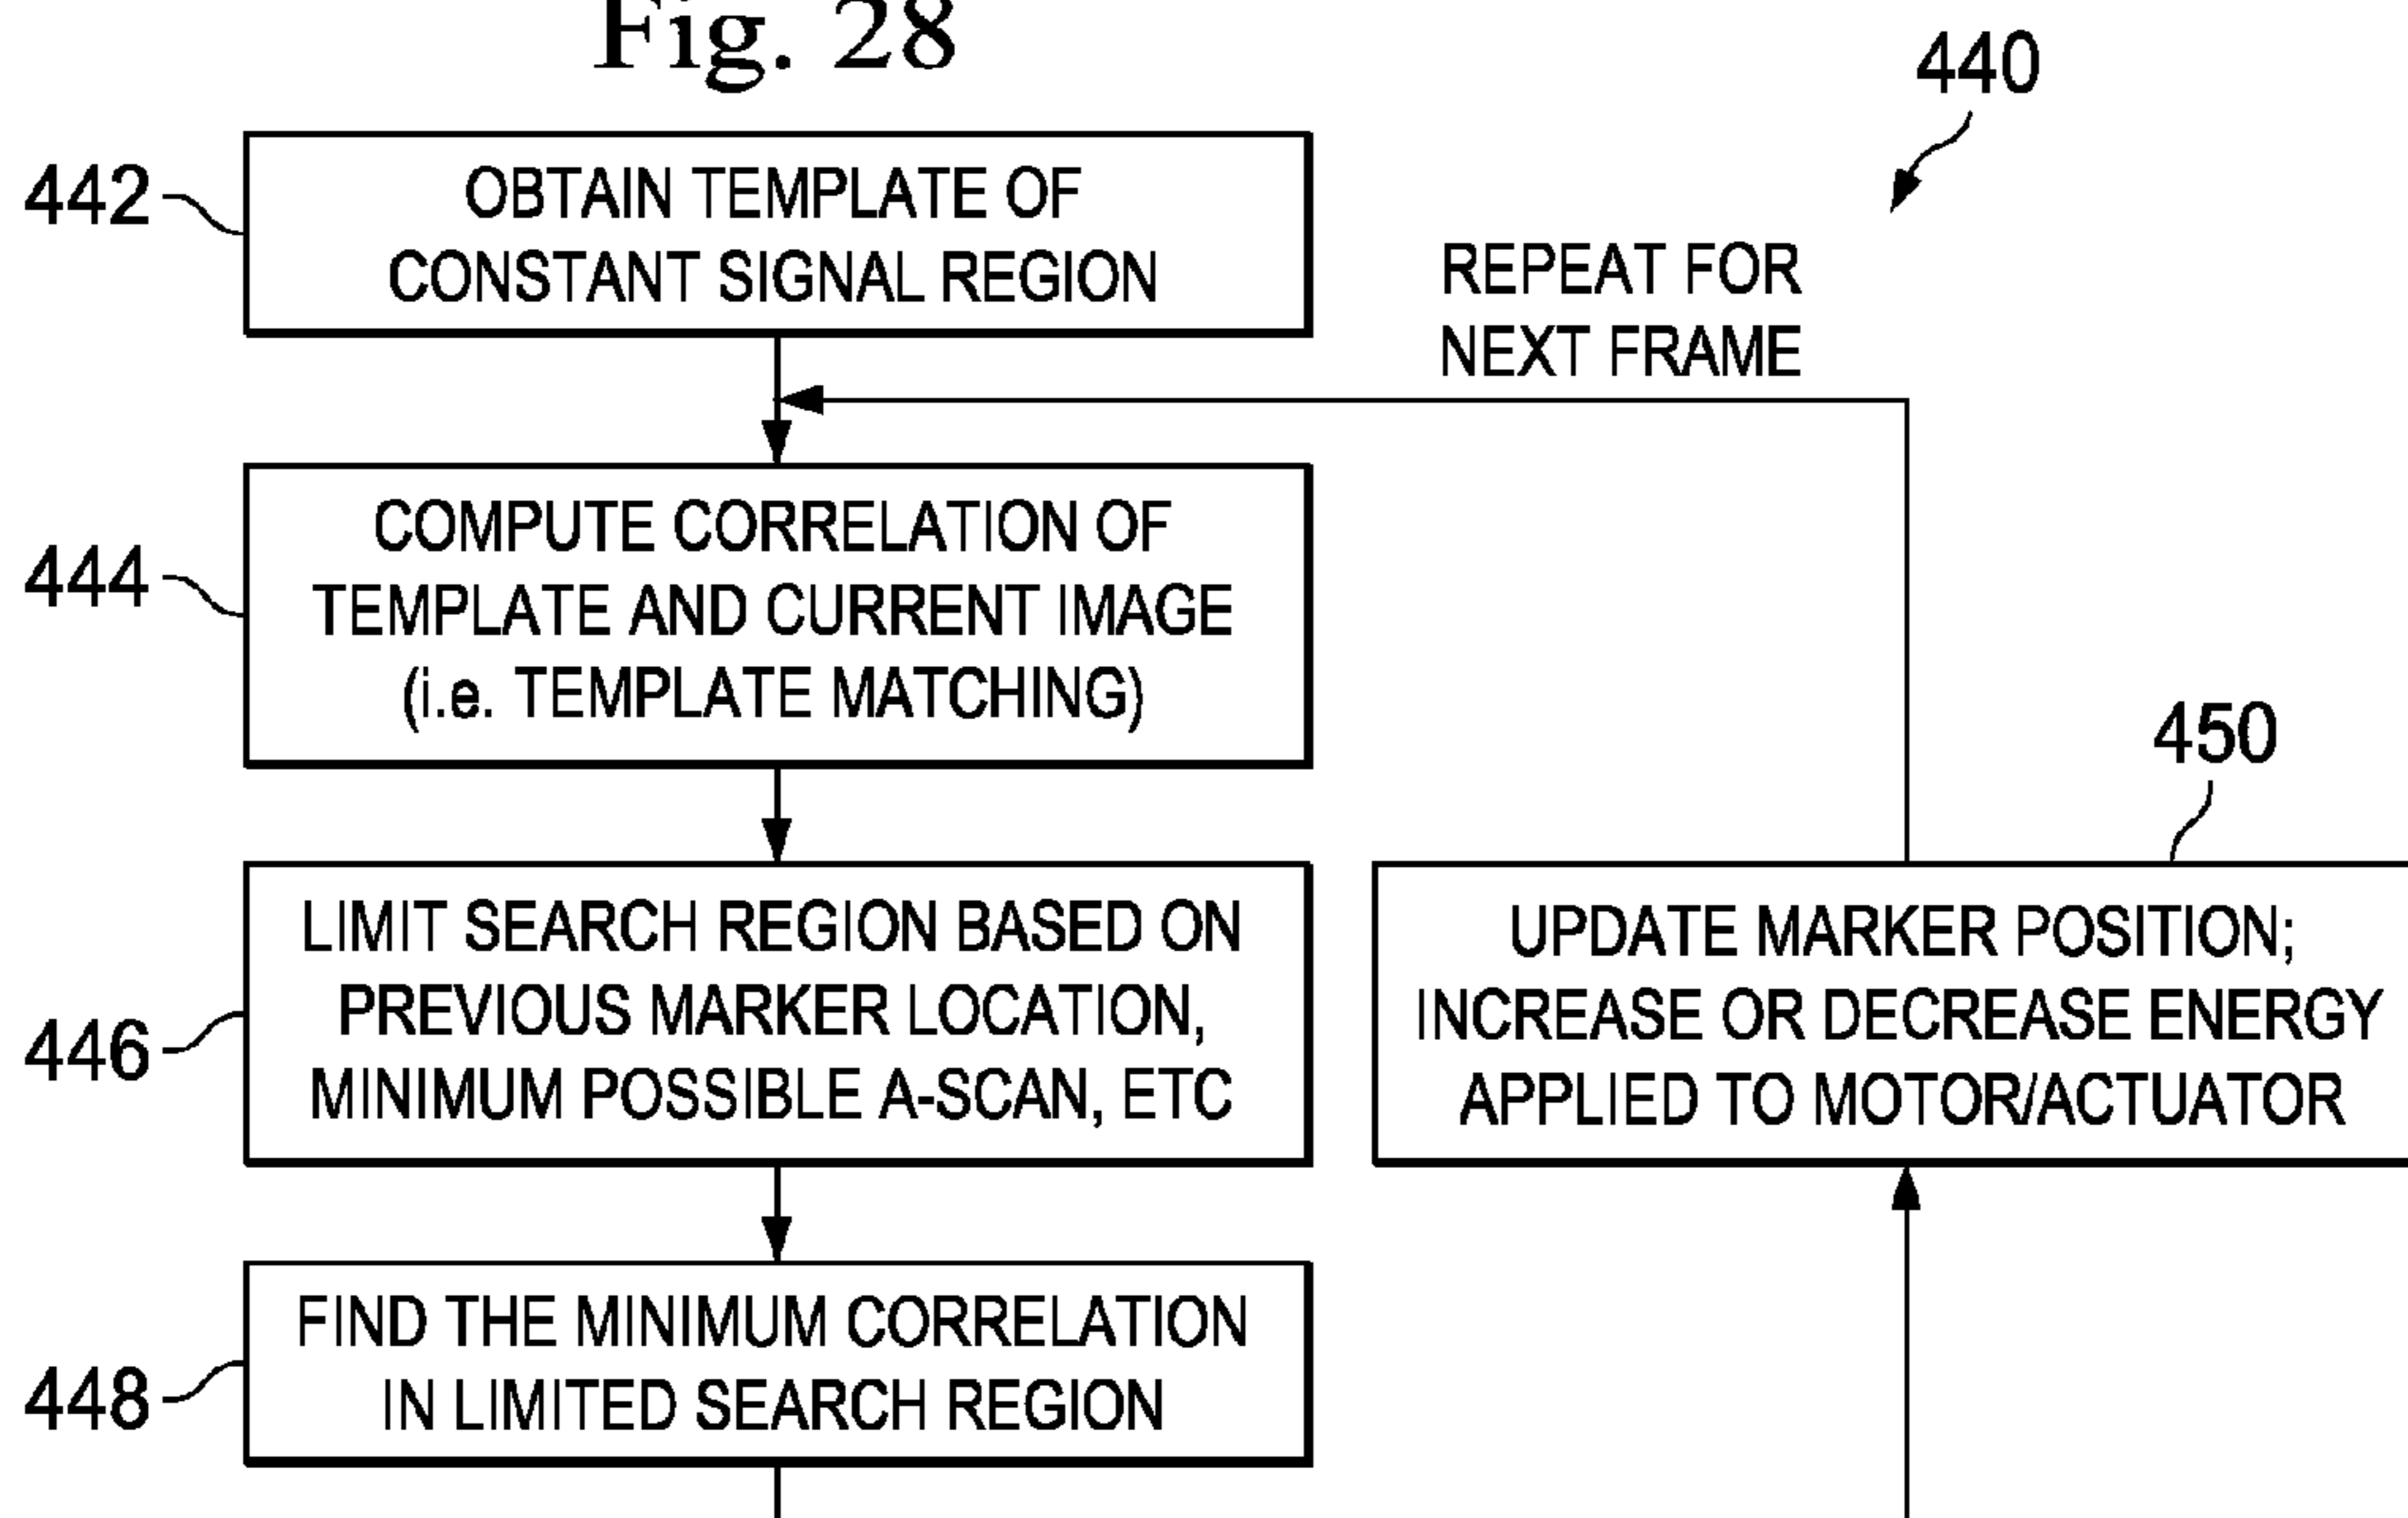 Fig. 28
440
442
OBTAIN TEMPLATE OF
CONSTANT SIGNAL REGION
REPEAT FOR
NEXT FRAME
444
COMPUTE CORRELATION OF
TEMPLATE AND CURRENT IMAGE
(i.e. TEMPLATE MATCHING)
446
LIMIT SEARCH REGION BASED ON
PREVIOUS MARKER LOCATION,
MINIMUM POSSIBLE A-SCAN, ETC
448
FIND THE MINIMUM CORRELATION
IN LIMITED SEARCH REGION
450
UPDATE MARKER POSITION;
INCREASE OR DECREASE ENERGY
APPLIED TO MOTOR/ACTUATOR